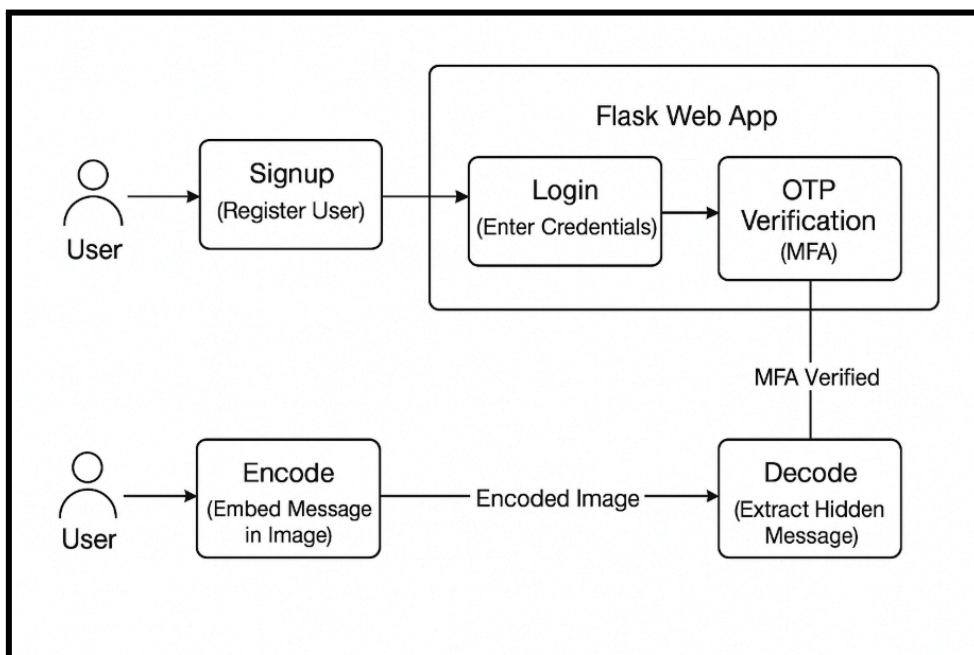 Flask Web App
User
Signup
(Register User)
Login
(Enter Credentials)
OTP
Verification
(MFA)
MFA Verified
User
Encode
(Embed Message
in Image)
Encoded Image
Decode
(Extract Hidden
Message)